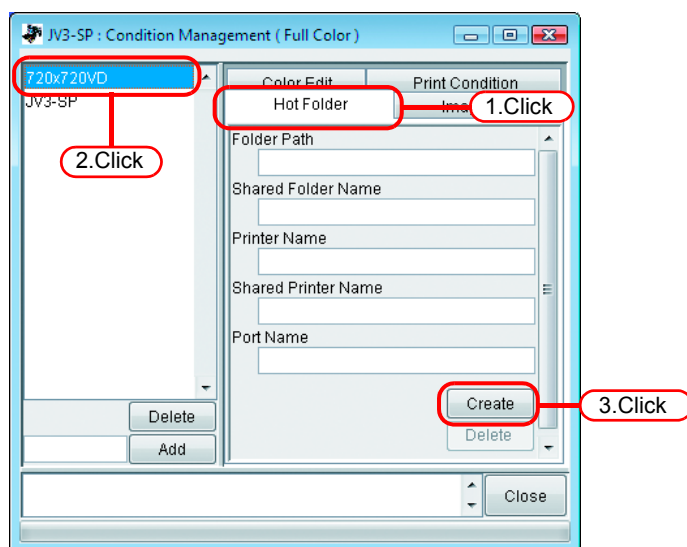 JV3-SP : Condition Management ( Full Color )
720x720VD
JV3-SP
2.Click
Color Edit
Print Condition
Hot Folder
1.Click
Folder Path
Shared Folder Name
Printer Name
Shared Printer Name
Port Name
Create
3.Click
Delete
Delete
Add
Close